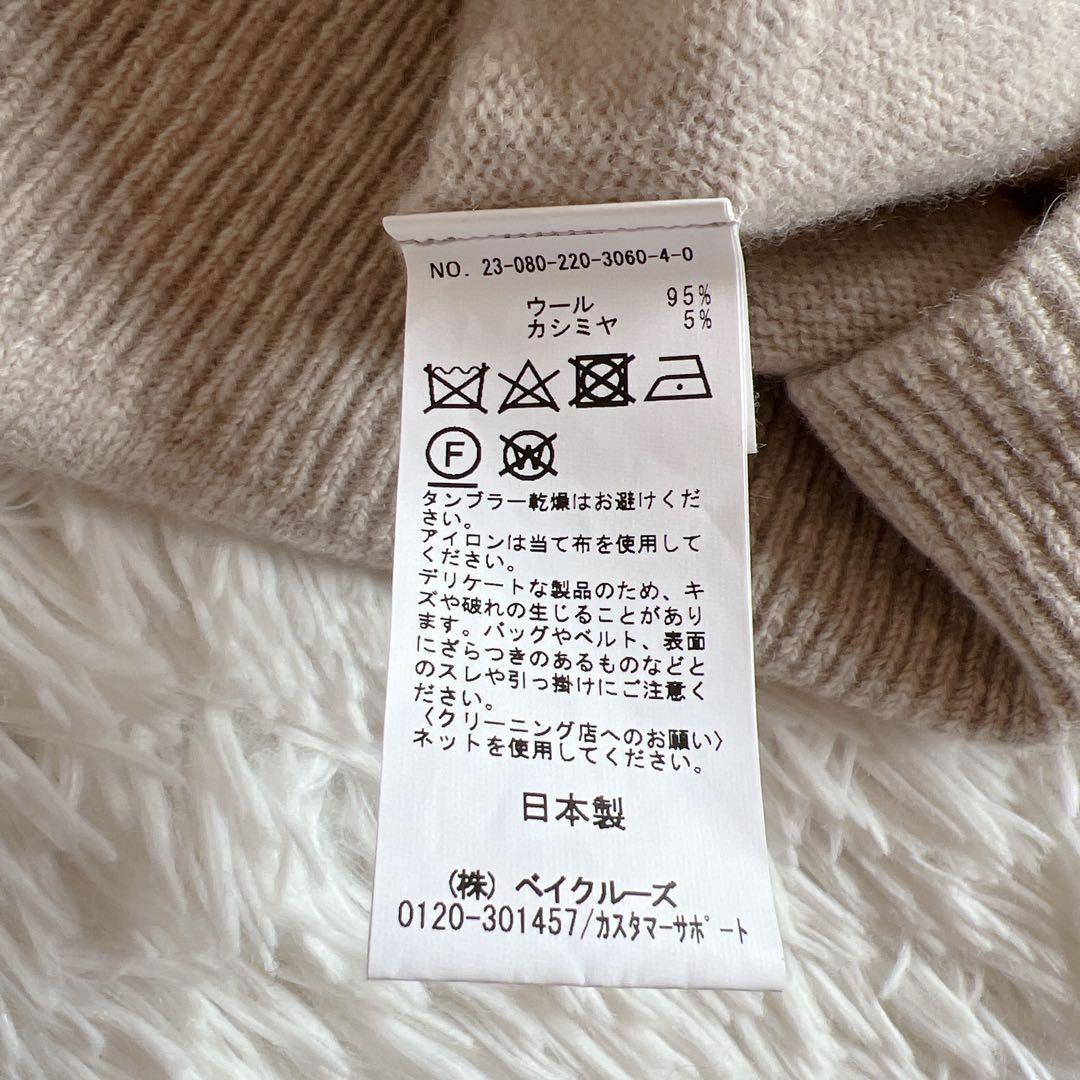 NO. 23-080-220-3060-4-0
ウール 95%
カシミヤ 5%
F W
タンブラー乾燥はお避けくだ
さい。
アイロンは当て布を使用して
ください。
デリケートな製品のため、キ
ズや破れの生じることがあり
ます。バッグやベルト、表面
にざらつきのあるものなどと
のスレや引っ掛けにご注意く
ださい。
〈クリーニング店へのお願い〉
ネットを使用してください。
日本製
(株) ベイクルーズ
0120-301457/カスタマーサポート